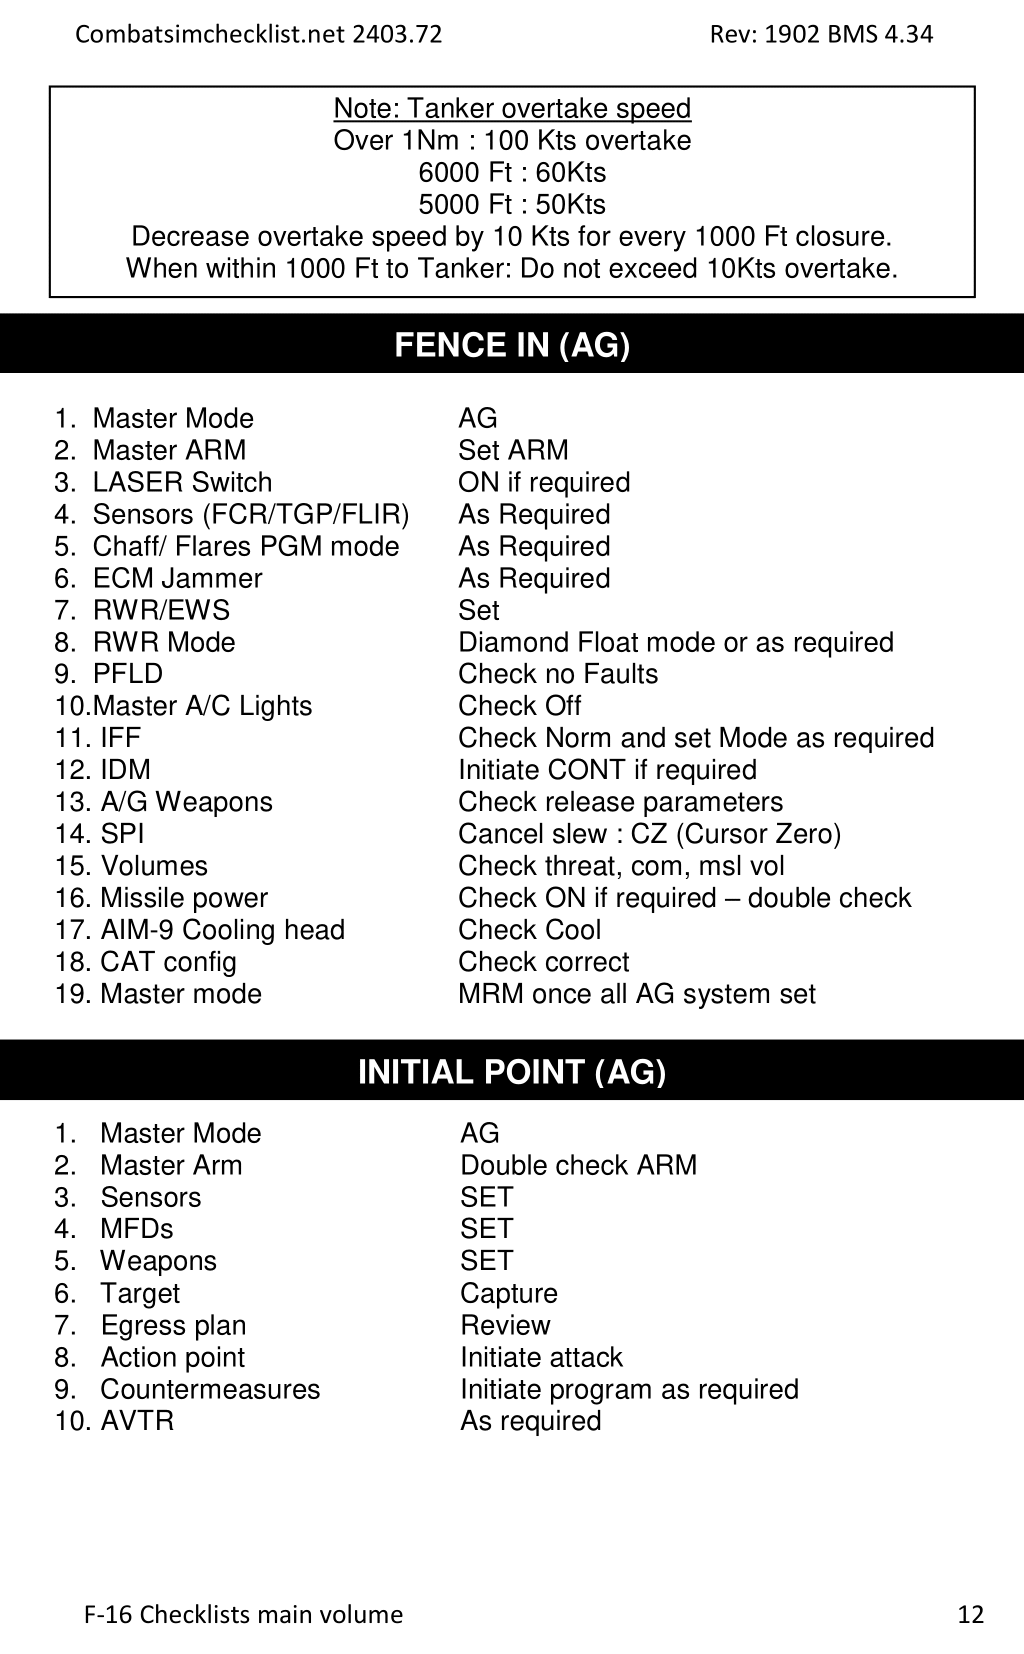 Combatsimchecklist.net 2403.72 Rev: 1902 BMS 4.34
Note: Tanker overtake speed
Over 1Nm : 100 Kts overtake
6000 Ft : 60Kts
5000 Ft : 50Kts
Decrease overtake speed by 10 Kts for every 1000 Ft closure.
When within 1000 Ft to Tanker: Do not exceed 10Kts overtake.
FENCE IN (AG)
1. Master Mode AG
2. Master ARM Set ARM
3. LASER Switch ON if required
4. Sensors (FCR/TGP/FLIR) As Required
5. Chaff/ Flares PGM mode As Required
6. ECM Jammer As Required
7. RWR/EWS Set
8. RWR Mode Diamond Float mode or as required
9. PFLD Check no Faults
10.Master A/C Lights Check Off
11. IFF Check Norm and set Mode as required
12. IDM Initiate CONT if required
13. A/G Weapons Check release parameters
14. SPI Cancel slew : CZ (Cursor Zero)
15. Volumes Check threat, com, msl vol
16. Missile power Check ON if required – double check
17. AIM-9 Cooling head Check Cool
18. CAT config Check correct
19. Master mode MRM once all AG system set
INITIAL POINT (AG)
1. Master Mode AG
2. Master Arm Double check ARM
3. Sensors SET
4. MFDs SET
5. Weapons SET
6. Target Capture
7. Egress plan Review
8. Action point Initiate attack
9. Countermeasures Initiate program as required
10. AVTR As required
F-16 Checklists main volume 12